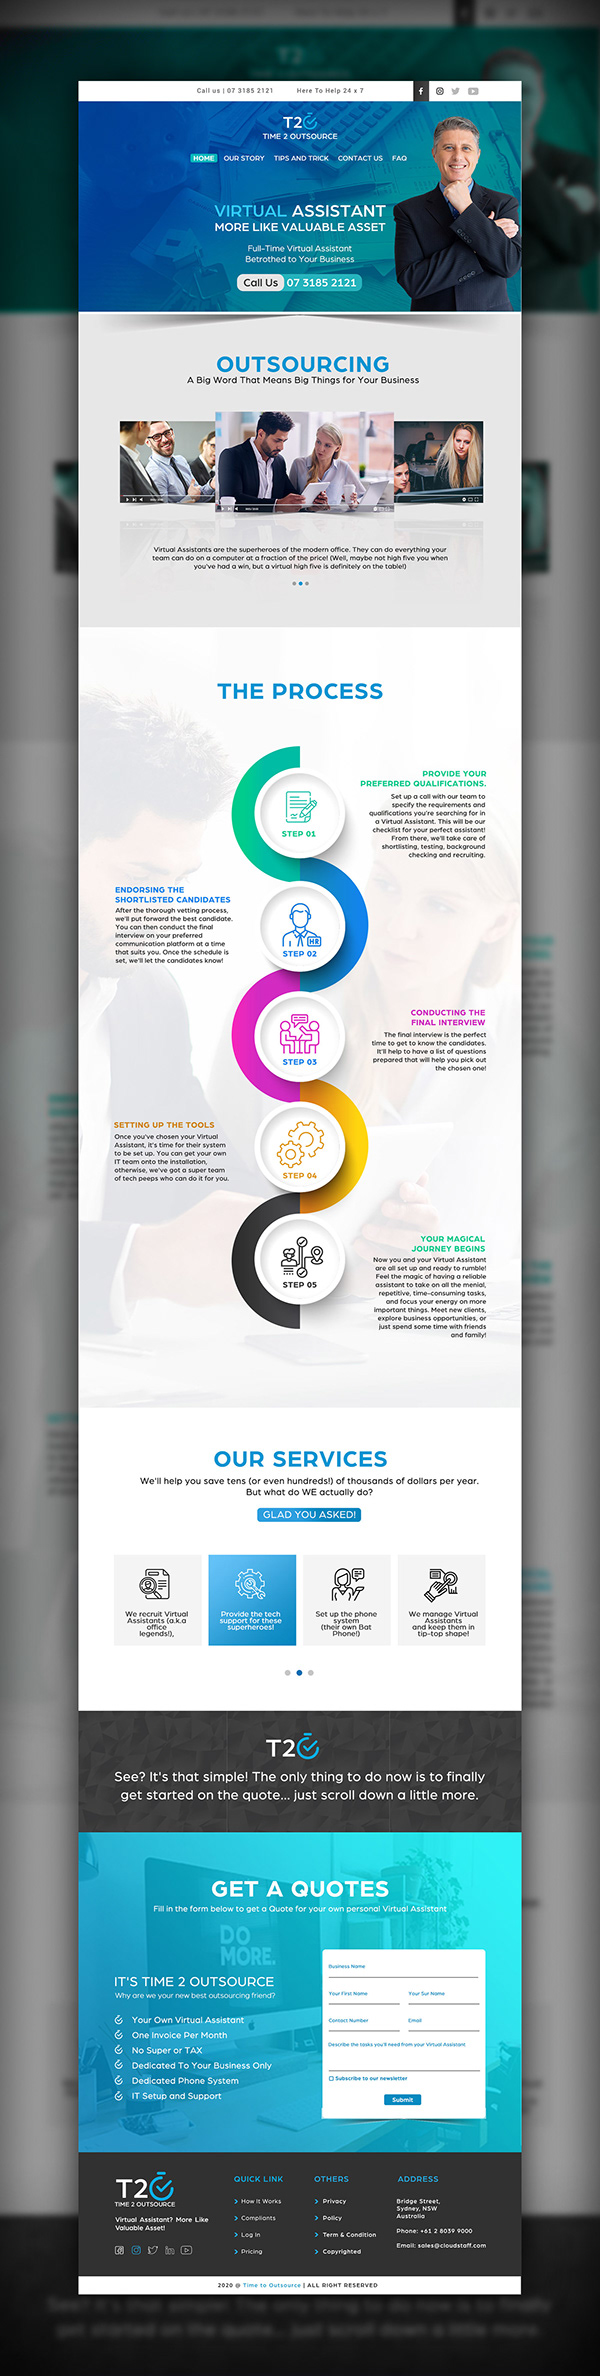 Call us | 07 3185 2121
Here To Help 24 x 7
T2
TIME 2 OUTSOURCE
HOME OUR STORY TIPS AND TRICK CONTACT US FAQ
VIRTUAL ASSISTANT
MORE LIKE VALUABLE ASSET
Full-Time Virtual Assistant
Betrothed to Your Business
Call Us 07 3185 2121
OUTSOURCING
A Big Word That Means Big Things for Your Business
Virtual Assistants are the superheroes of the modern office. They can do everything your
team can do on a computer at a fraction of the price! (Well, maybe not high five you when
you've had a win, but a virtual high five is definitely on the table!)
THE PROCESS
STEP 01
PROVIDE YOUR
PREFERRED QUALIFICATIONS.
Set up a call with our team to
specify the requirements and
qualifications you're searching for in
a Virtual Assistant. This will be our
checklist for your perfect assistant!
From there, we'll take care of
shortlisting, testing, background
checking and recruiting.
ENDORSING THE
SHORTLISTED CANDIDATES
After the thorough vetting process,
we'll put forward the best candidate.
You can then conduct the final
interview on your preferred
communication platform at a time
that suits you. Once the schedule is
set, we'll let the candidates know!
HR
STEP 02
STEP 03
CONDUCTING THE
FINAL INTERVIEW
The final interview is the perfect
time to get to know the candidates.
It'll help to have a list of questions
prepared that will help you pick out
the chosen one!
SETTING UP THE TOOLS
Once you've chosen your Virtual
Assistant, it's time for their system
to be set up. You can get your own
IT team onto the installation,
otherwise, we've got a super team
of tech peeps who can do it for you.
STEP 04
STEP 05
YOUR MAGICAL
JOURNEY BEGINS
Now you and your Virtual Assistant
are all set up and ready to rumble!
Feel the magic of having a reliable
assistant to take on all the menial,
repetitive, time-consuming tasks,
and focus your energy on more
important things. Meet new clients,
explore business opportunities, or
just spend some time with friends
and family!
OUR SERVICES
We'll help you save tens (or even hundreds!) of thousands of dollars per year.
But what do WE actually do?
GLAD YOU ASKED!
We recruit Virtual
Assistants (a.k.a
office
legends!),
Provide the tech
support for these
superheroes!
Set up the phone
system
(their own Bat
Phone!)
We manage Virtual
Assistants
and keep them in
tip-top shape!
T2
See? It's that simple! The only thing to do now is to finally
get started on the quote... just scroll down a little more.
GET A QUOTES
Fill in the form below to get a Quote for your own personal Virtual Assistant
DO
MORE.
IT'S TIME 2 OUTSOURCE
Why are we your new best outsourcing friend?
Your Own Virtual Assistant
One Invoice Per Month
No Super or TAX
Dedicated To Your Business Only
Dedicated Phone System
IT Setup and Support
Business Name
Your First Name
Your Sur Name
Contact Number
Email
Describe the tasks you'll need from your Virtual Assistant
Subscribe to our newsletter
Submit
T2
TIME 2 OUTSOURCE
Virtual Assistant? More Like
Valuable Asset!
QUICK LINK
How It Works
Compliants
Log In
Pricing
OTHERS
Privacy
Policy
Term & Condition
Copyrighted
ADDRESS
Bridge Street,
Sydney, NSW
Australia
Phone: +61 2 8039 9000
Email: sales@cloudstaff.com
2020 @ Time to Outsource | ALL RIGHT RESERVED